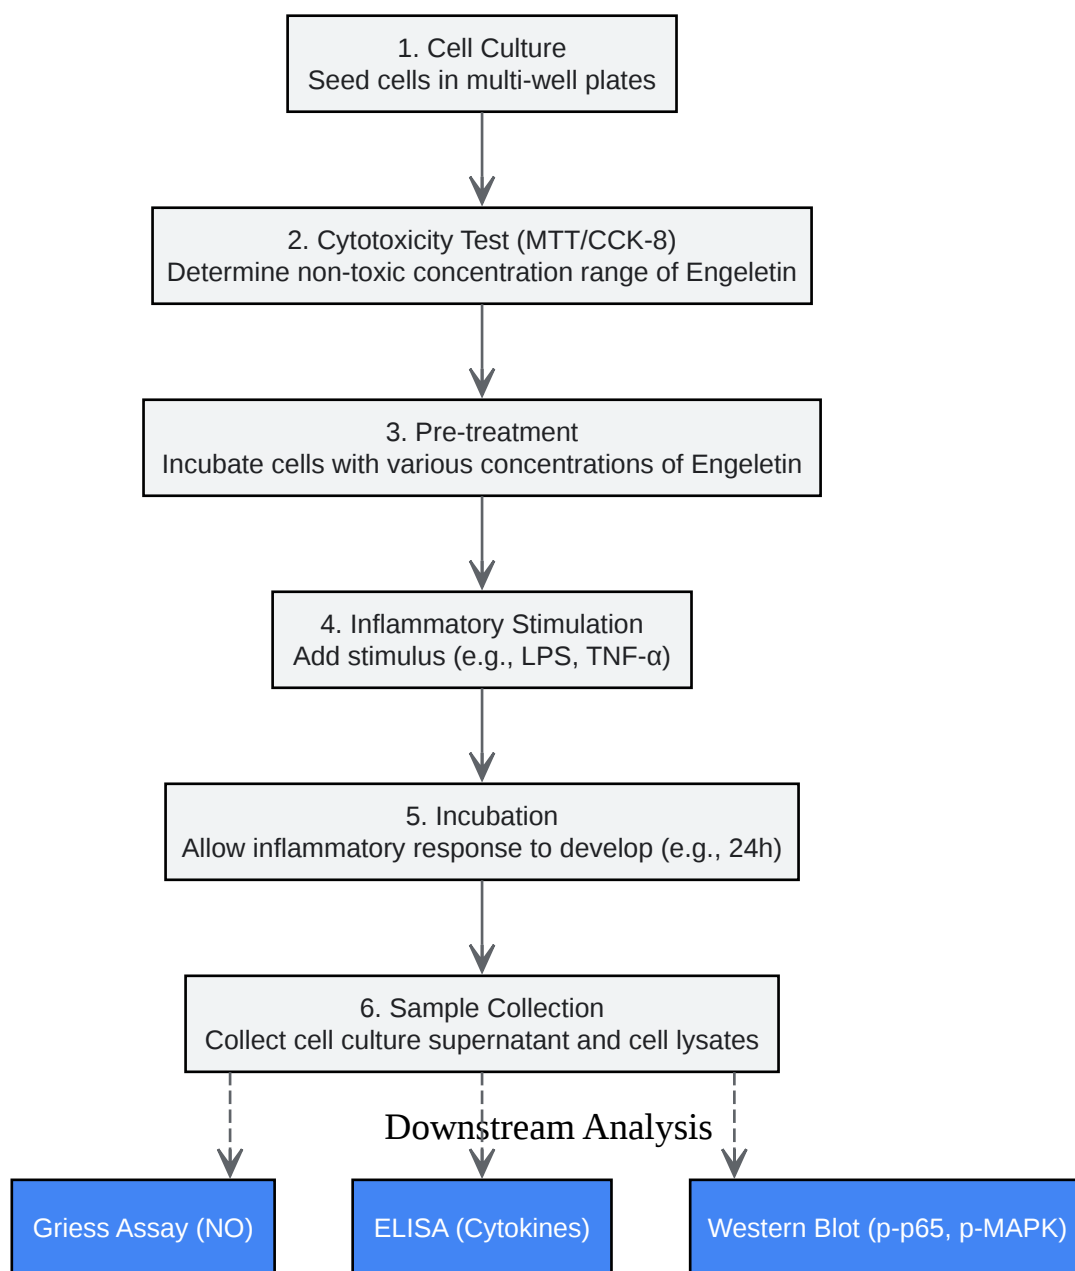 1. Cell Culture
Seed cells in multi-well plates
2. Cytotoxicity Test (MTT/CCK-8)
Determine non-toxic concentration range of Engeletin
3. Pre-treatment
Incubate cells with various concentrations of Engeletin
4. Inflammatory Stimulation
Add stimulus (e.g., LPS, TNF-α)
5. Incubation
Allow inflammatory response to develop (e.g., 24h)
6. Sample Collection
Collect cell culture supernatant and cell lysates
Downstream Analysis
Griess Assay (NO)
ELISA (Cytokines)
Western Blot (p-p65, p-MAPK)